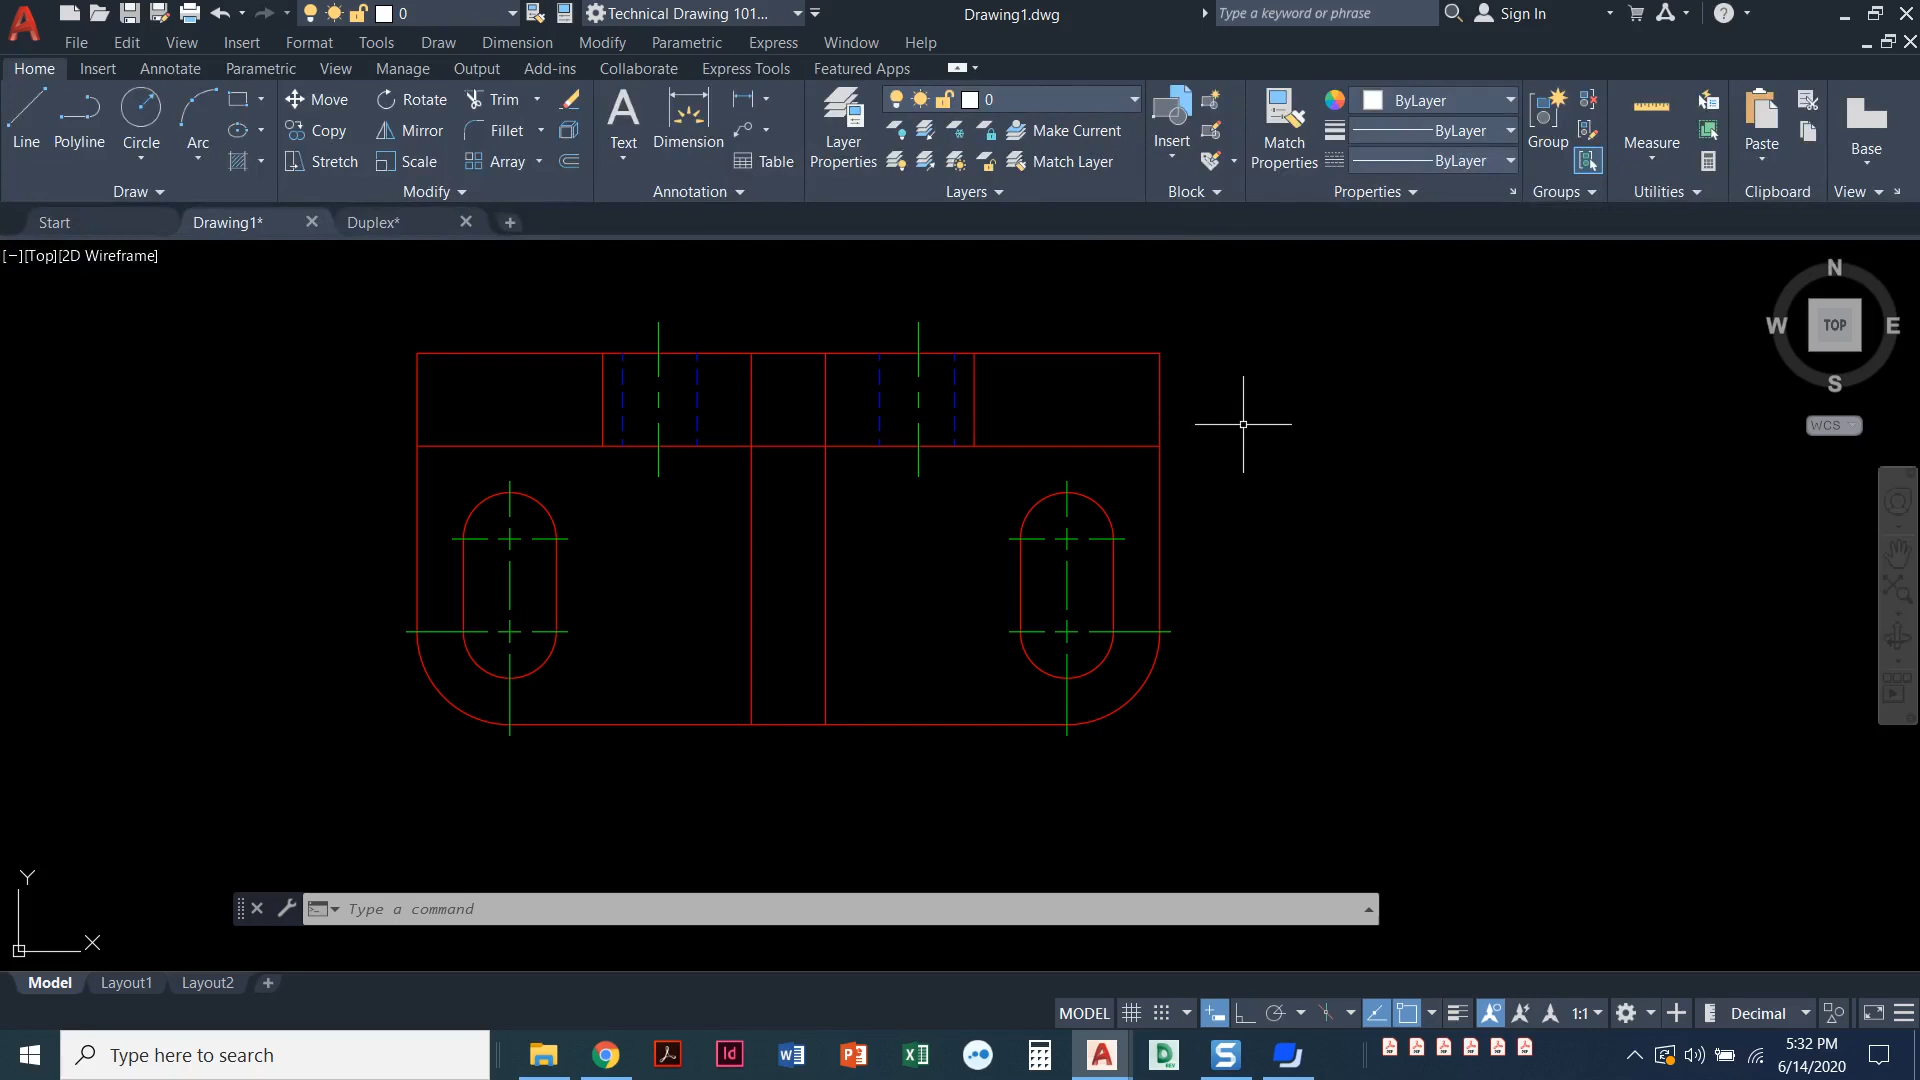 0
Technical Drawing 101...
Drawing1.dwg
Type a keyword or phrase
Sign In
File Edit View Insert Format Tools Draw Dimension Modify Parametric Express Window Help
Home Insert Annotate Parametric View Manage Output Add-ins Collaborate Express Tools Featured Apps
Line
Polyline
Circle
Arc
Draw
Move
Rotate
Trim
Copy
Mirror
Fillet
Stretch
Scale
Array
Modify
Text
Dimension
Table
Annotation
Layer
Properties
0
Make Current
Match Layer
Layers
Insert
Block
Match
Properties
ByLayer
ByLayer
ByLayer
Properties
Group
Groups
Measure
Utilities
Paste
Clipboard
Base
View
Start
Drawing1*
Duplex*
[−][Top][2D Wireframe]
N
W
TOP
E
S
WCS
Y
X
Type a command
Model
Layout1
Layout2
MODEL
1:1
Decimal
Type here to search
5:32 PM
6/14/2020